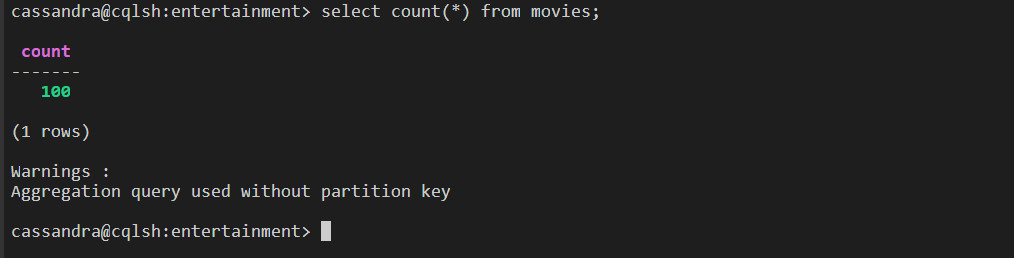 cassandra@cqlsh:entertainment> select count(*) from movies;
count
-------
100
(1 rows)
Warnings :
Aggregation query used without partition key
cassandra@cqlsh:entertainment>